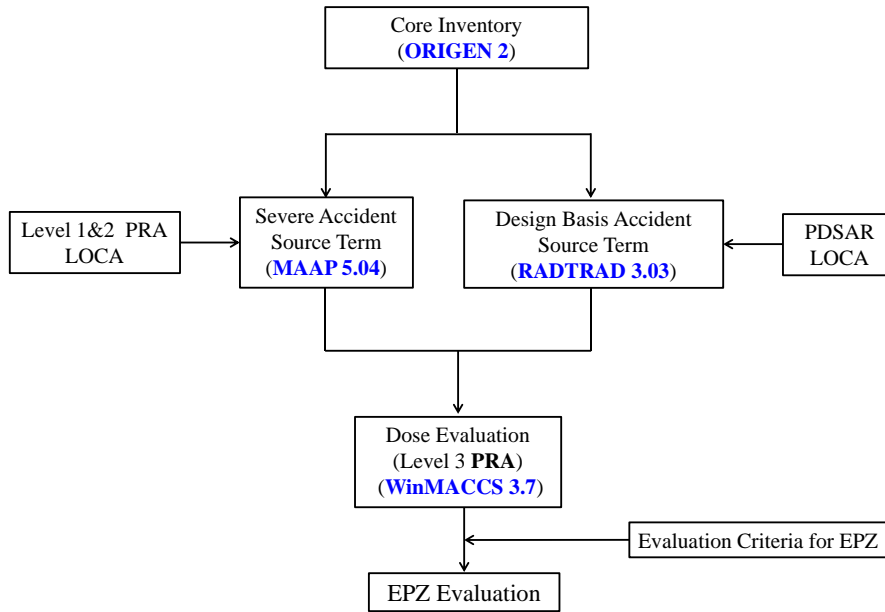 Core Inventory
(ORIGEN 2)
Level 1&2 PRA
LOCA
Severe Accident
Source Term
(MAAP 5.04)
Design Basis Accident
Source Term
(RADTRAD 3.03)
PDSAR
LOCA
Dose Evaluation
(Level 3 PRA)
(WinMACCS 3.7)
Evaluation Criteria for EPZ
EPZ Evaluation